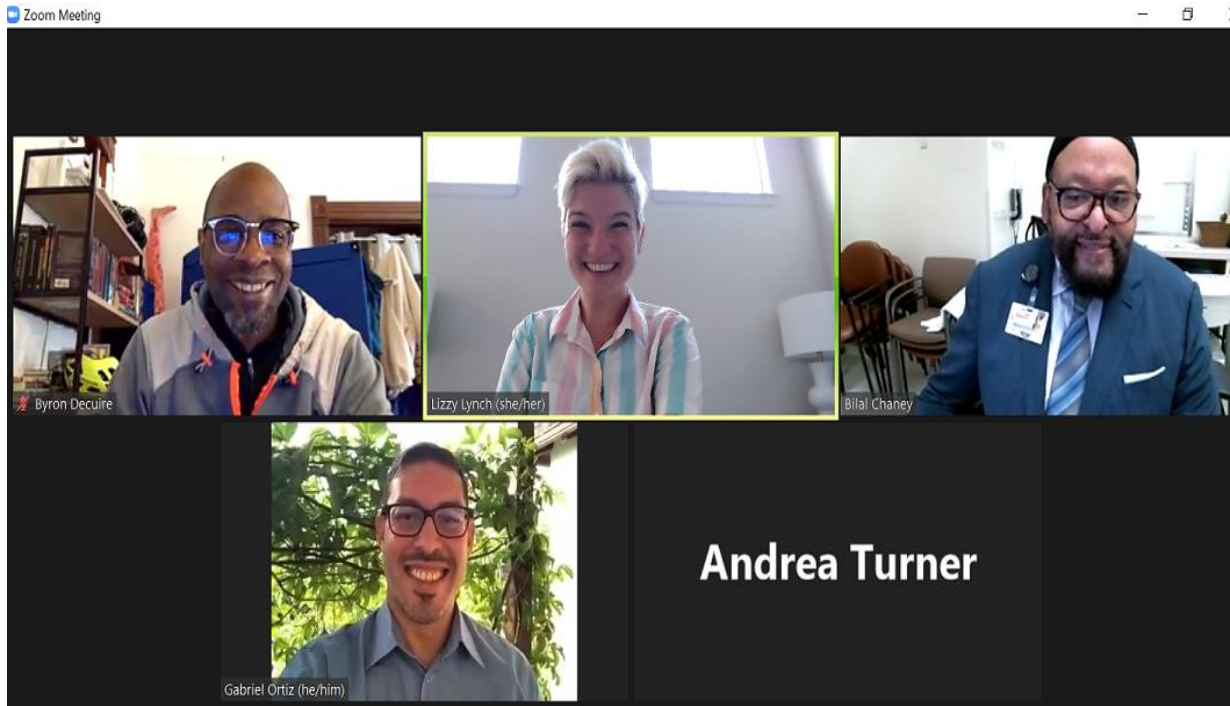 Zoom Meeting
Byron Decuire
Lizzy Lynch (she/her)
Bilal Chaney
Gabriel Ortiz (he/him)
Andrea Turner